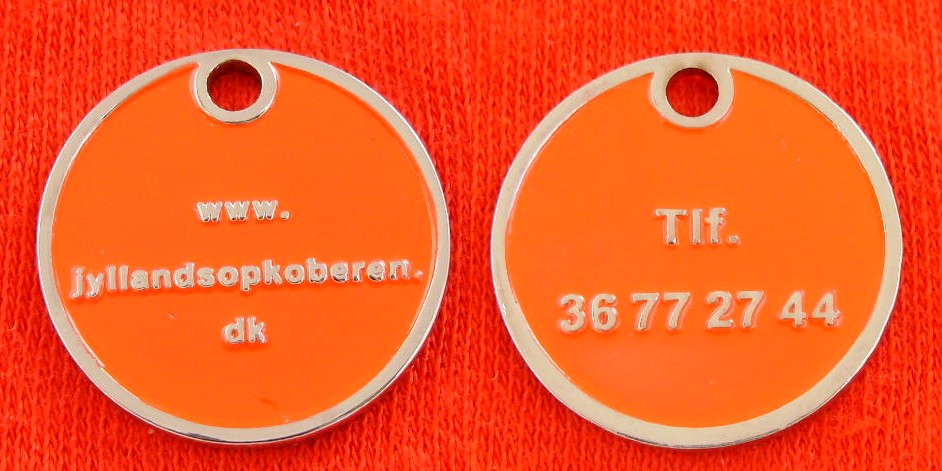 www.
jyllandsopkoberen.
dk
Tlf.
36 77 27 44